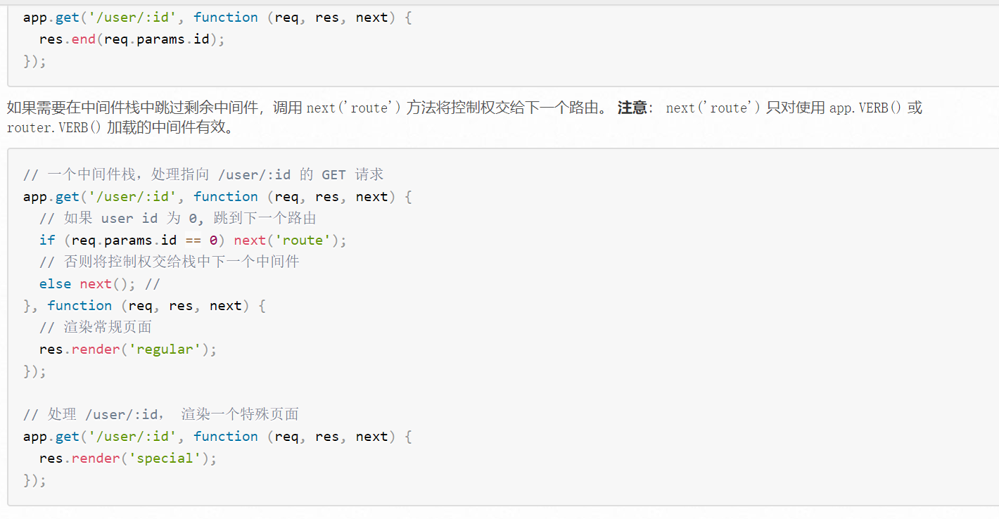 app.get('/user/:id', function (req, res, next) {
  res.end(req.params.id);
});
如果需要在中间件栈中跳过剩余中间件，调用 next('route') 方法将控制权交给下一个路由。 注意： next('route') 只对使用 app.VERB() 或
router.VERB() 加载的中间件有效。
// 一个中间件栈，处理指向 /user/:id 的 GET 请求
app.get('/user/:id', function (req, res, next) {
  // 如果 user id 为 0, 跳到下一个路由
  if (req.params.id == 0) next('route');
  // 否则将控制权交给栈中下一个中间件
  else next(); //
}, function (req, res, next) {
  // 渲染常规页面
  res.render('regular');
});
// 处理 /user/:id， 渲染一个特殊页面
app.get('/user/:id', function (req, res, next) {
  res.render('special');
});